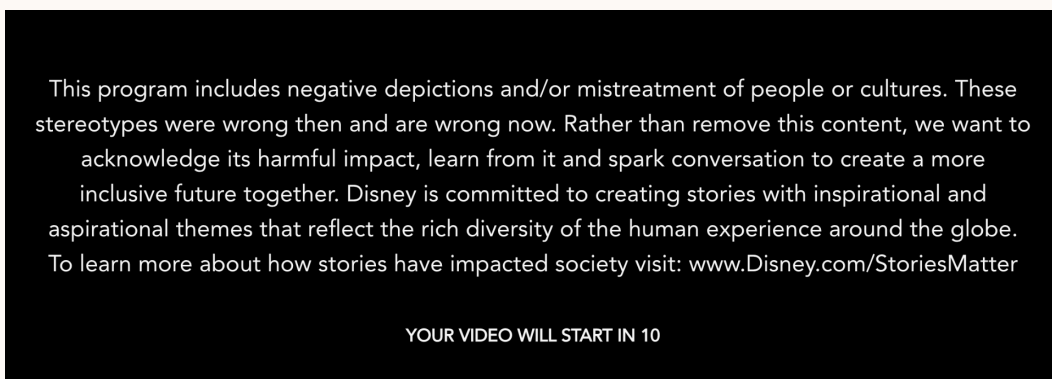 This program includes negative depictions and/or mistreatment of people or cultures. These
stereotypes were wrong then and are wrong now. Rather than remove this content, we want to
acknowledge its harmful impact, learn from it and spark conversation to create a more
inclusive future together. Disney is committed to creating stories with inspirational and
aspirational themes that reflect the rich diversity of the human experience around the globe.
To learn more about how stories have impacted society visit: www.Disney.com/StoriesMatter
YOUR VIDEO WILL START IN 10